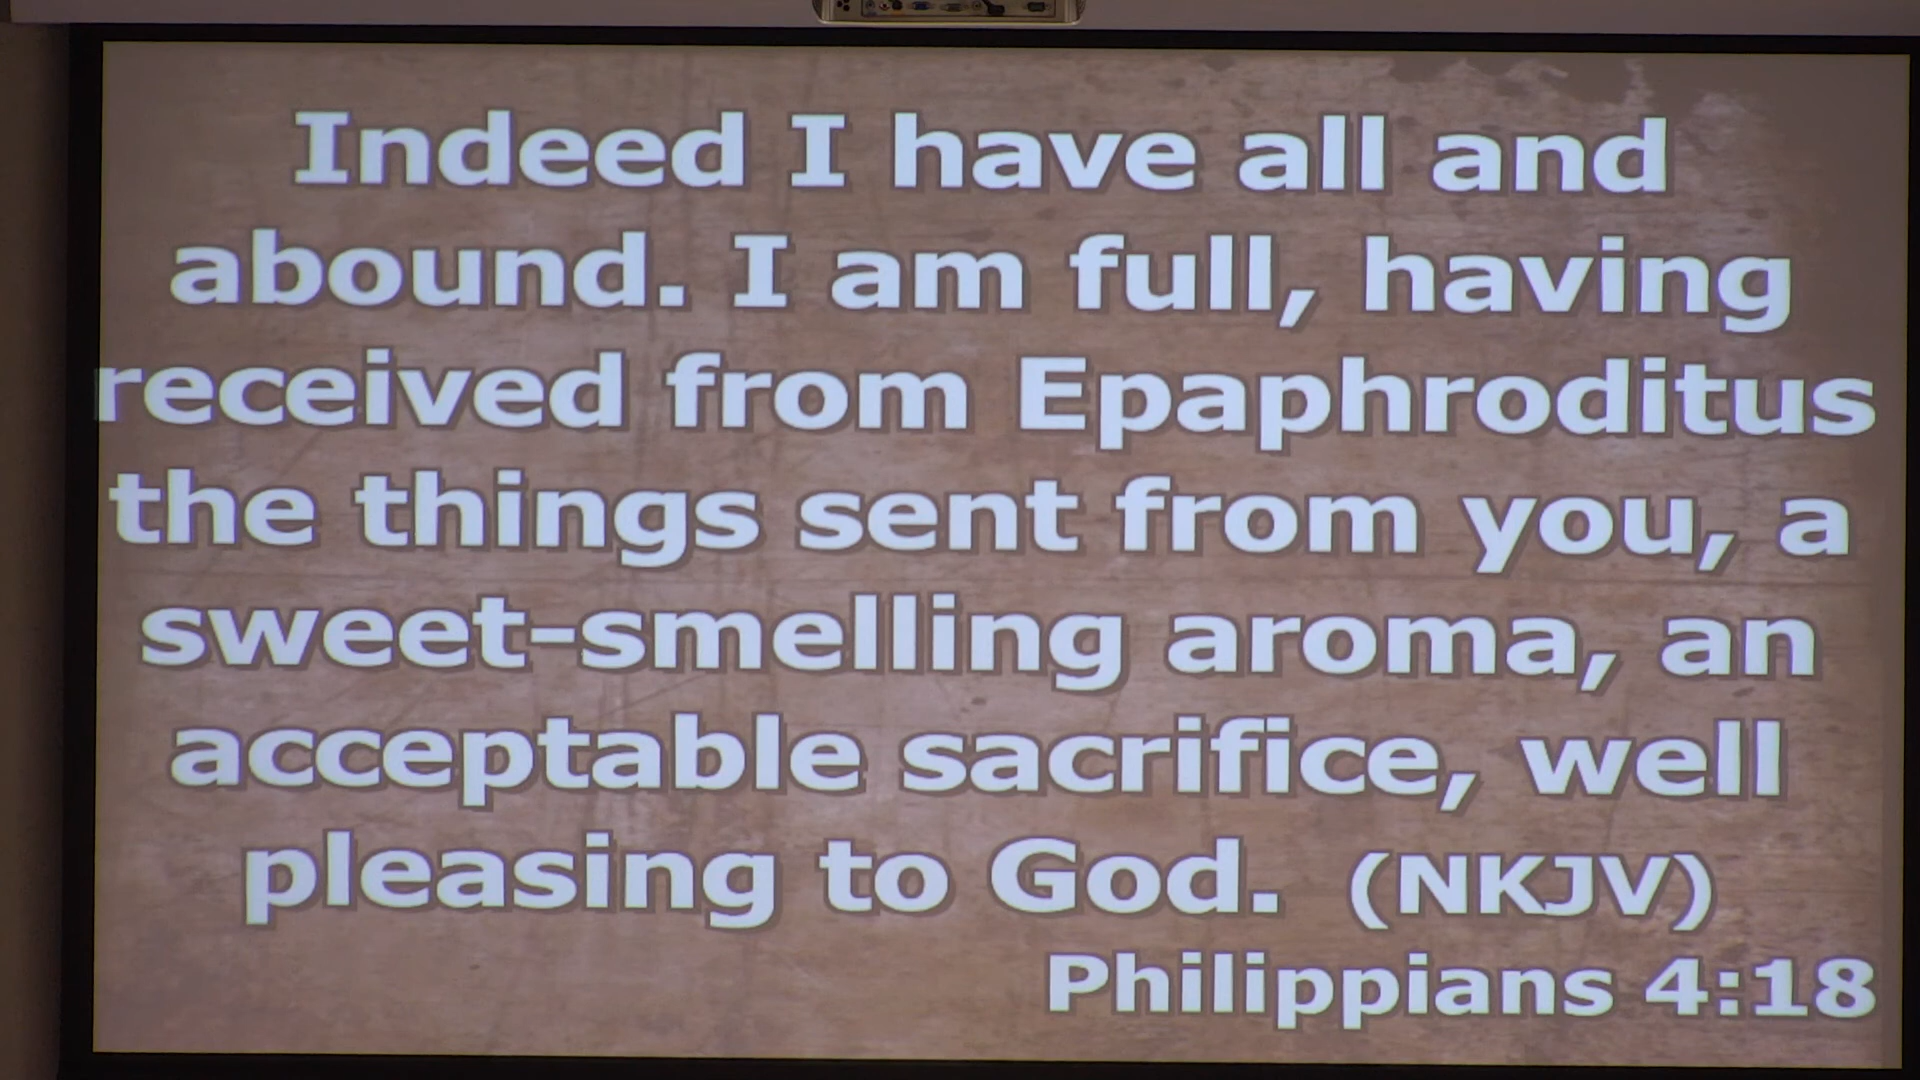 Indeed I have all and
abound. I am full, having
received from Epaphroditus
the things sent from you, a
sweet-smelling aroma, an
acceptable sacrifice, well
pleasing to God. (NKJV)
Philippians 4:18